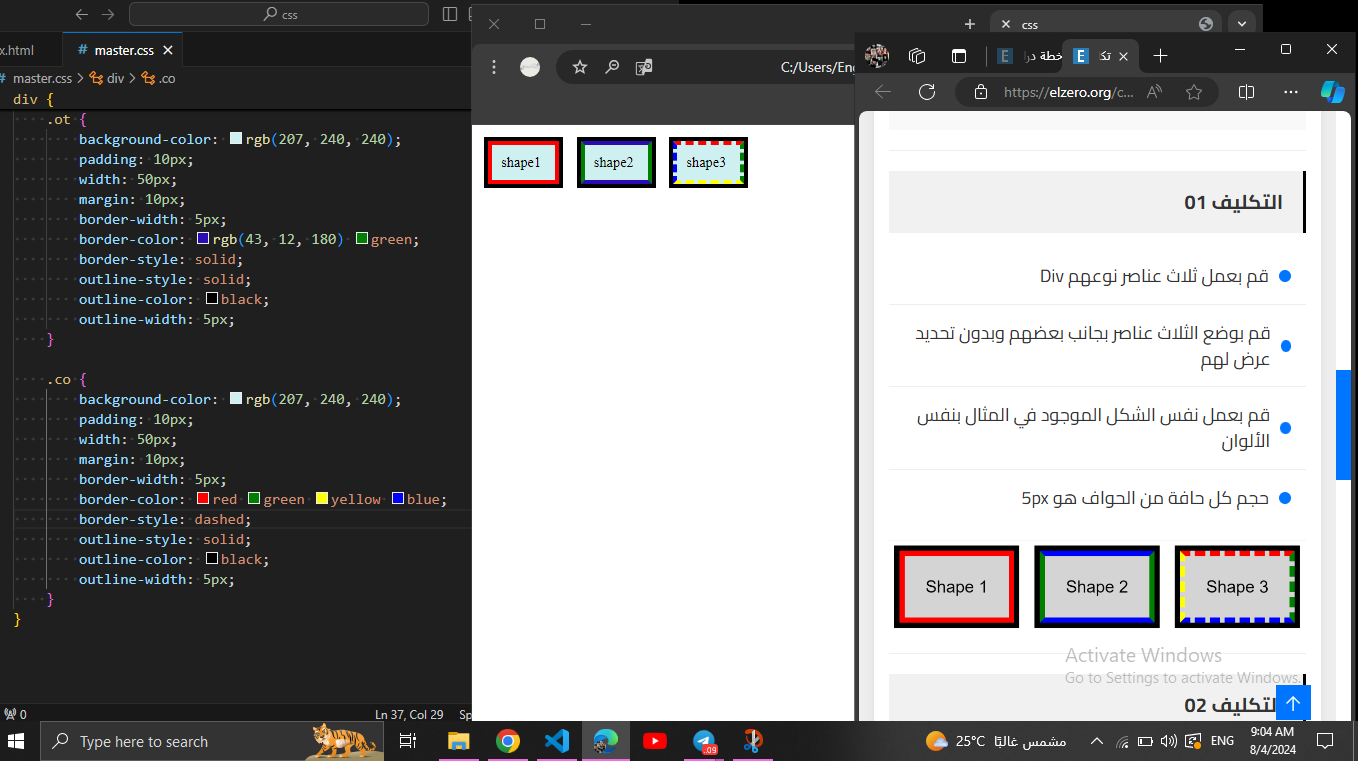 css
x.html
# master.css
# master.css > div > .co
div {
.ot {
background-color: rgb(207, 240, 240);
padding: 10px;
width: 50px;
margin: 10px;
border-width: 5px;
border-color: rgb(43, 12, 180) green;
border-style: solid;
outline-style: solid;
outline-color: black;
outline-width: 5px;
}
.co {
background-color: rgb(207, 240, 240);
padding: 10px;
width: 50px;
margin: 10px;
border-width: 5px;
border-color: red green yellow blue;
border-style: dashed;
outline-style: solid;
outline-color: black;
outline-width: 5px;
}
}
0
Ln 37, Col 29 Sp
css
C:/Users/Eng
shape1 shape2 shape3
خطة درا
تك
https://elzero.org/c...
التكليف 01
قم بعمل ثلاث عناصر نوعهم Div
قم بوضع الثلاث عناصر بجانب بعضهم وبدون تحديد
عرض لهم
قم بعمل نفس الشكل الموجود في المثال بنفس
الألوان
حجم كل حافة من الحواف هو 5px
Shape 1 Shape 2 Shape 3
Activate Windows
Go to Settings to activate Windows.
التكليف 02
Type here to search
.09
25°C مشمس غالبًا
ENG
9:04 AM
8/4/2024